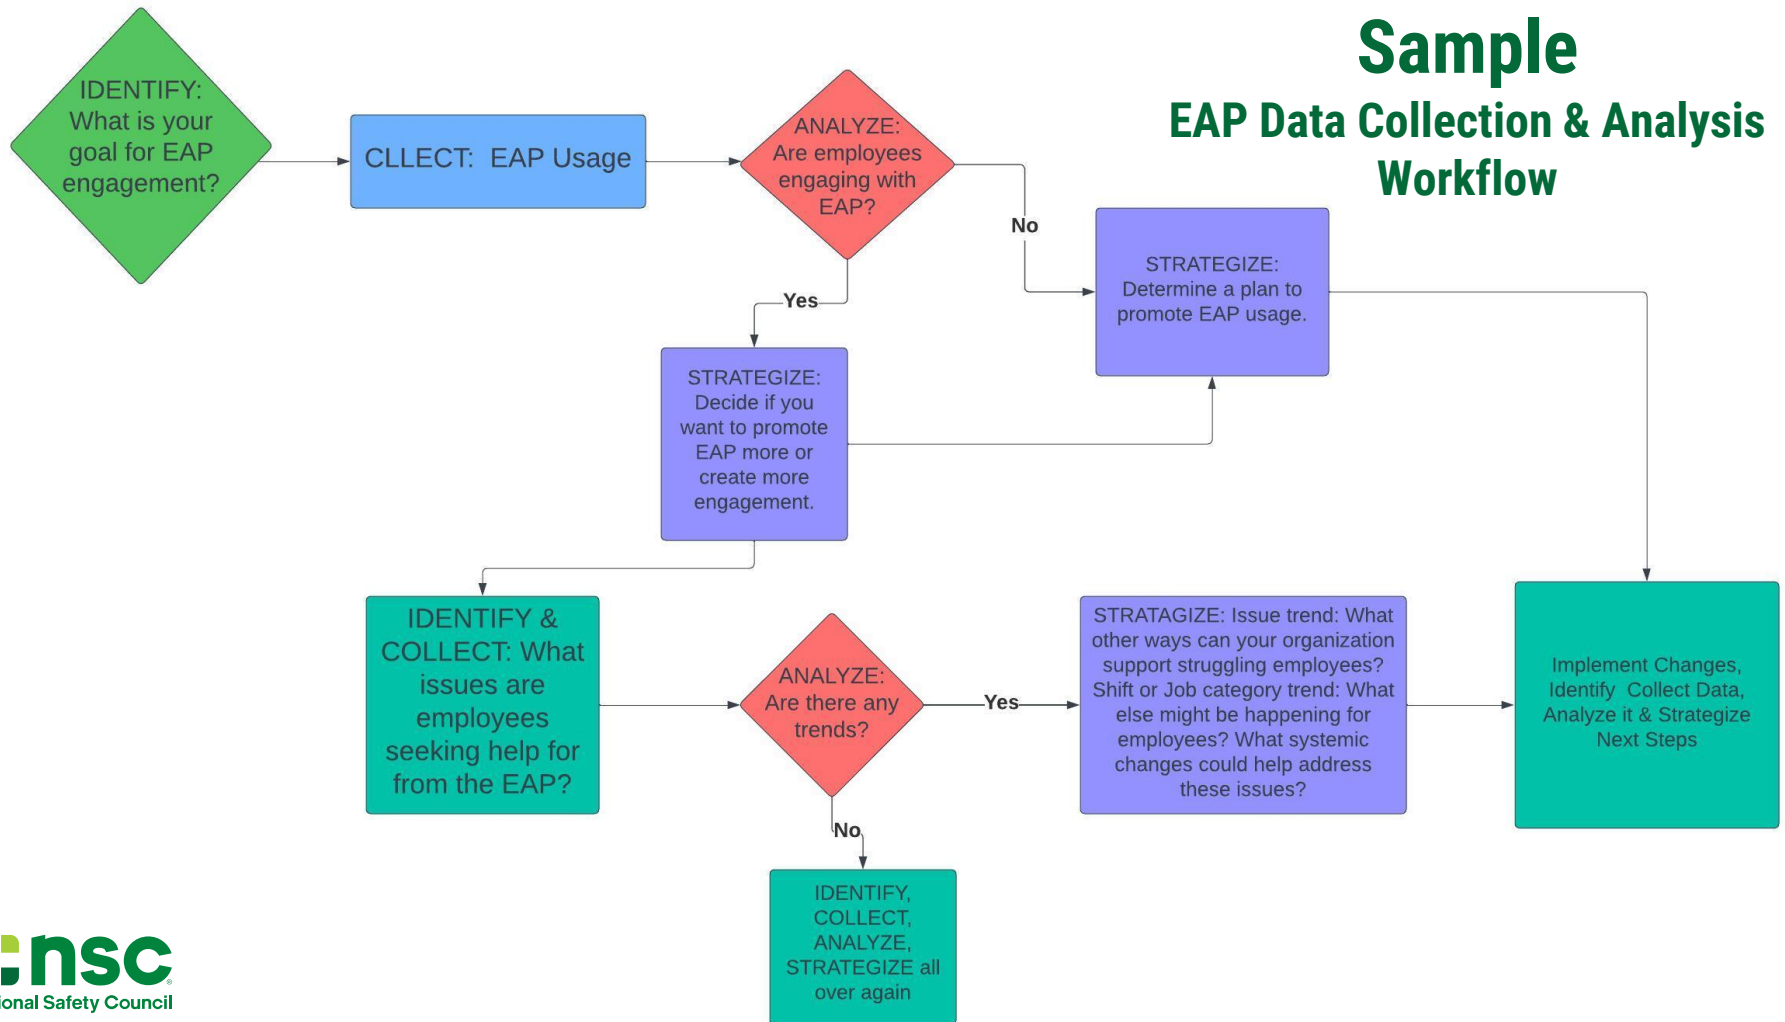 Sample
EAP Data Collection & Analysis
Workflow
IDENTIFY:
What is your
goal for EAP
engagement?
CLLECT:  EAP Usage
ANALYZE:
Are employees
engaging with
EAP?
No
Yes
STRATEGIZE:
Determine a plan to
promote EAP usage.
STRATEGIZE:
Decide if you
want to promote
EAP more or
create more
engagement.
IDENTIFY &
COLLECT: What
issues are
employees
seeking help for
from the EAP?
ANALYZE:
Are there any
trends?
Yes
STRATAGIZE: Issue trend: What
other ways can your organization
support struggling employees?
Shift or Job category trend: What
else might be happening for
employees? What systemic
changes could help address
these issues?
Implement Changes,
Identify  Collect Data,
Analyze it & Strategize
Next Steps
No
IDENTIFY,
COLLECT,
ANALYZE,
STRATEGIZE all
over again
nsc
ional Safety Council